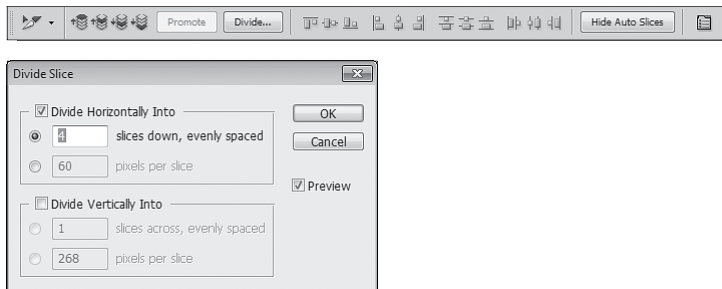 Promote Divide... Hide Auto Slices
Divide Slice
Divide Horizontally Into
OK
4 slices down, evenly spaced
Cancel
60 pixels per slice
Preview
Divide Vertically Into
1 slices across, evenly spaced
268 pixels per slice